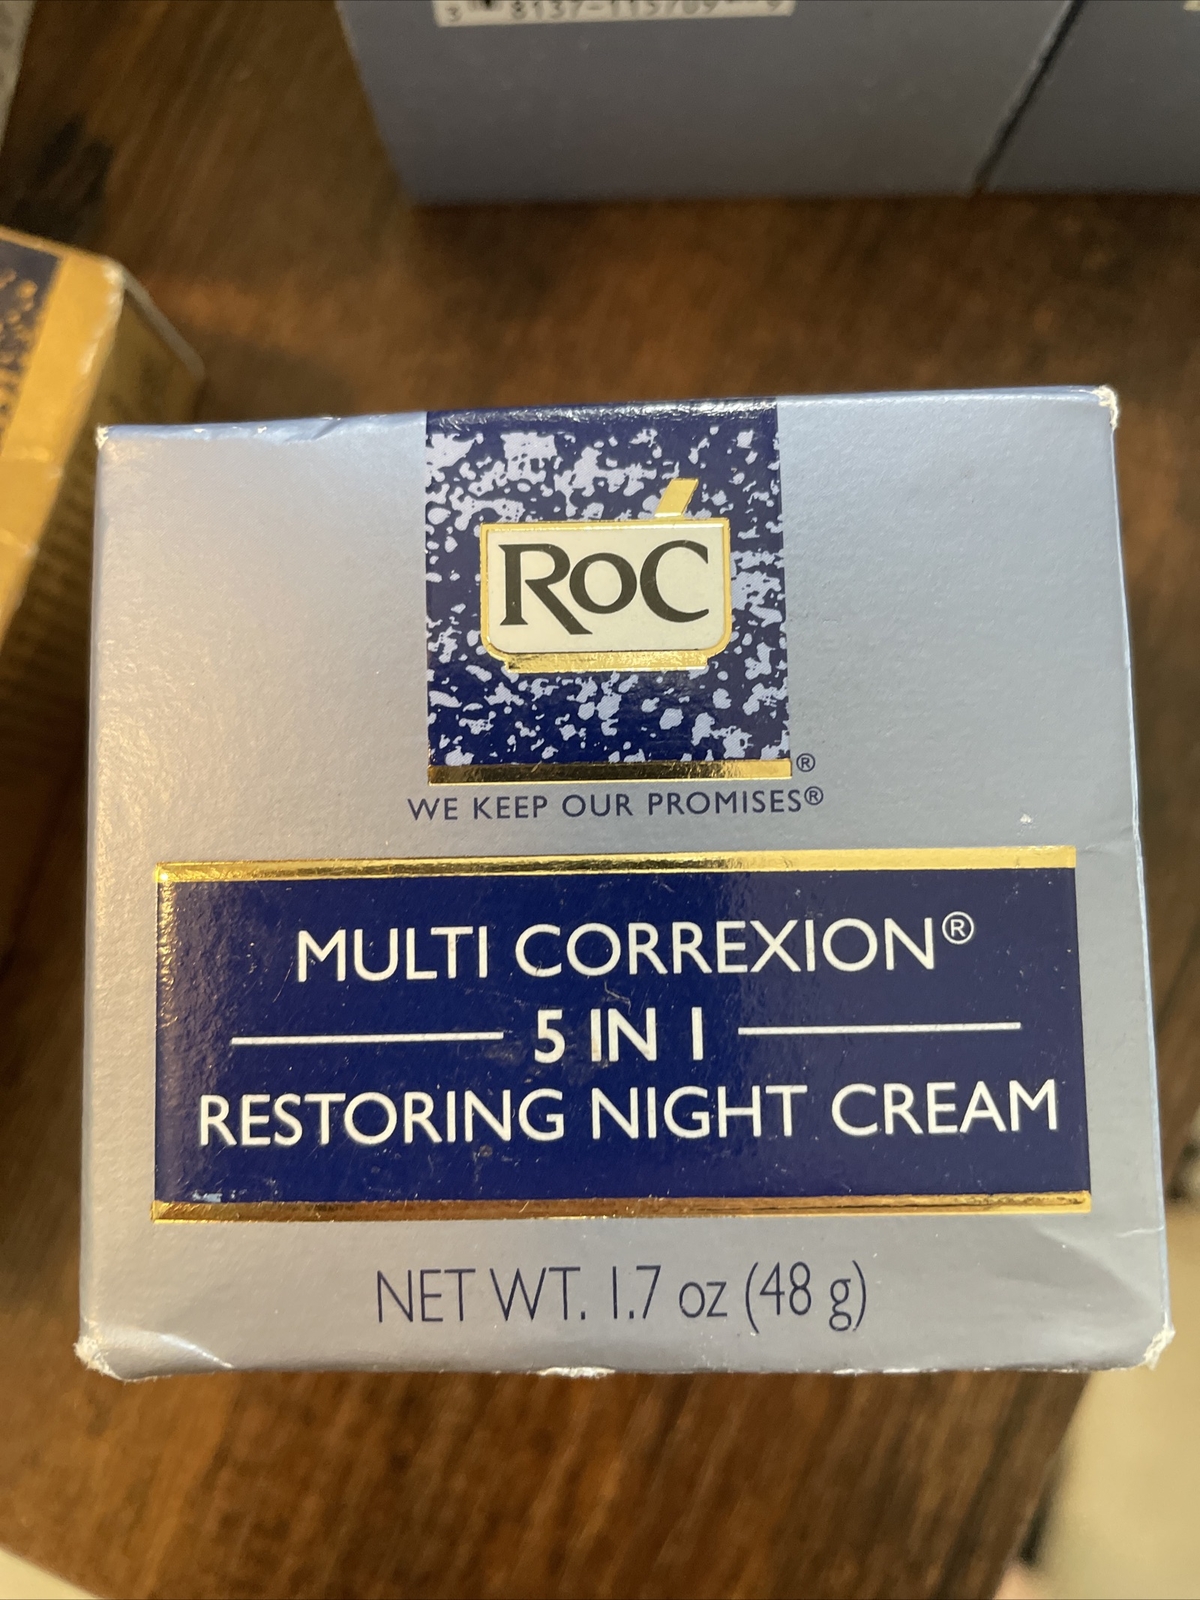 RoC
®
WE KEEP OUR PROMISES®
MULTI CORREXION®
5 IN 1
RESTORING NIGHT CREAM
NET WT. 1.7 oz (48 g)